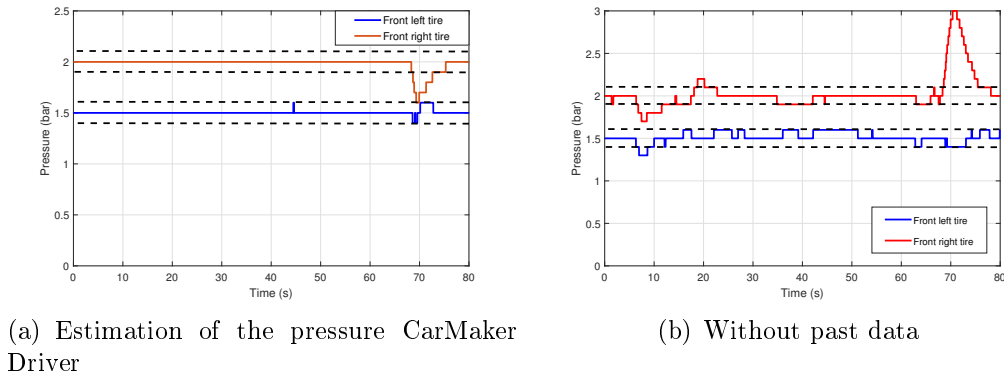 2.5
2
1.5
1
0.5
0
0 10 20 30 40 50 60 70 80
Pressure (bar)
Time (s)
Front left tire
Front right tire
(a) Estimation of the pressure CarMaker
Driver
3
2.5
2
1.5
1
0.5
0
0 10 20 30 40 50 60 70 80
Pressure (bar)
Time (s)
Front left tire
Front right tire
(b) Without past data